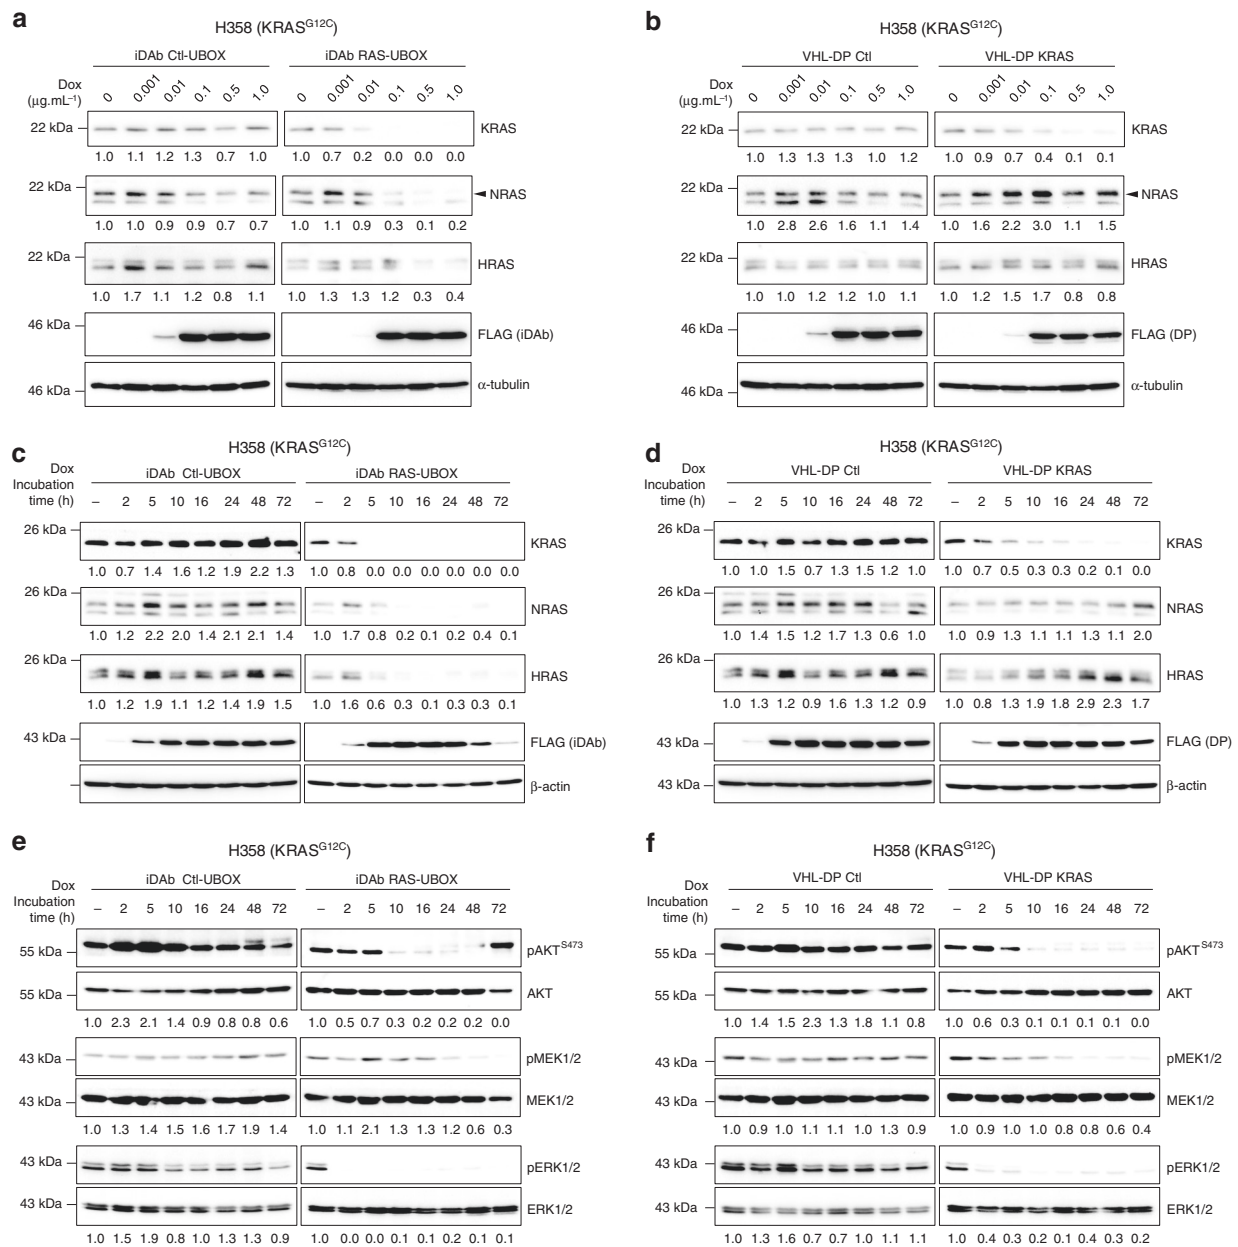 a
H358 (KRAS^G12C)
iDAb Ctl-UBOX iDAb RAS-UBOX
Dox (µg.mL⁻¹) 0 0.001 0.01 0.1 0.5 1.0 0 0.001 0.01 0.1 0.5 1.0
22 kDa KRAS
1.0 1.1 1.2 1.3 0.7 1.0 1.0 0.7 0.2 0.0 0.0 0.0
22 kDa NRAS
1.0 1.0 0.9 0.9 0.7 0.7 1.0 1.1 0.9 0.3 0.1 0.2
22 kDa HRAS
1.0 1.7 1.1 1.2 0.8 1.1 1.0 1.3 1.3 1.2 0.3 0.4
46 kDa FLAG (iDAb)
46 kDa α-tubulin
b
H358 (KRAS^G12C)
VHL-DP Ctl VHL-DP KRAS
Dox (µg.mL⁻¹) 0 0.001 0.01 0.1 0.5 1.0 0 0.001 0.01 0.1 0.5 1.0
22 kDa KRAS
1.0 1.3 1.3 1.3 1.0 1.2 1.0 0.9 0.7 0.4 0.1 0.1
22 kDa NRAS
1.0 2.8 2.6 1.6 1.1 1.4 1.0 1.6 2.2 3.0 1.1 1.5
22 kDa HRAS
1.0 1.0 1.2 1.2 1.0 1.1 1.0 1.2 1.5 1.7 0.8 0.8
46 kDa FLAG (DP)
46 kDa α-tubulin
c
H358 (KRAS^G12C)
iDAb Ctl-UBOX iDAb RAS-UBOX
Dox Incubation time (h) – 2 5 10 16 24 48 72 – 2 5 10 16 24 48 72
26 kDa KRAS
1.0 0.7 1.4 1.6 1.2 1.9 2.2 1.3 1.0 0.8 0.0 0.0 0.0 0.0 0.0 0.0
26 kDa NRAS
1.0 1.2 2.2 2.0 1.4 2.1 2.1 1.4 1.0 1.7 0.8 0.2 0.1 0.2 0.4 0.1
26 kDa HRAS
1.0 1.2 1.9 1.1 1.2 1.4 1.9 1.5 1.0 1.6 0.6 0.3 0.1 0.3 0.3 0.1
43 kDa FLAG (iDAb)
43 kDa β-actin
d
H358 (KRAS^G12C)
VHL-DP Ctl VHL-DP KRAS
Dox Incubation time (h) – 2 5 10 16 24 48 72 – 2 5 10 16 24 48 72
26 kDa KRAS
1.0 1.0 1.5 0.7 1.3 1.5 1.2 1.0 1.0 0.7 0.5 0.3 0.3 0.2 0.1 0.0
26 kDa NRAS
1.0 1.4 1.5 1.2 1.7 1.3 0.6 1.0 1.0 0.9 1.3 1.1 1.1 1.3 1.1 2.0
26 kDa HRAS
1.0 1.3 1.2 0.9 1.2 1.3 1.2 0.9 1.0 0.8 1.3 1.9 1.8 2.9 2.3 1.7
43 kDa FLAG (DP)
43 kDa β-actin
e
H358 (KRAS^G12C)
iDAb Ctl-UBOX iDAb RAS-UBOX
Dox Incubation time (h) – 2 5 10 16 24 48 72 – 2 5 10 16 24 48 72
55 kDa pAKT^S473
55 kDa AKT
1.0 2.3 2.1 1.4 0.9 0.8 0.8 0.6 1.0 0.5 0.7 0.3 0.2 0.2 0.2 0.0
43 kDa pMEK1/2
43 kDa MEK1/2
1.0 1.3 1.4 1.5 1.6 1.7 1.9 1.4 1.0 1.1 2.1 1.3 1.3 1.2 0.6 0.3
43 kDa pERK1/2
43 kDa ERK1/2
1.0 1.5 1.9 0.8 1.0 1.3 1.3 0.9 1.0 0.0 0.0 0.1 0.1 0.2 0.1 0.1
f
H358 (KRAS^G12C)
VHL-DP Ctl VHL-DP KRAS
Dox Incubation time (h) – 2 5 10 16 24 48 72 – 2 5 10 16 24 48 72
55 kDa pAKT^S473
55 kDa AKT
1.0 1.4 1.5 2.3 1.3 1.8 1.1 0.8 1.0 0.6 0.3 0.1 0.1 0.1 0.1 0.0
43 kDa pMEK1/2
43 kDa MEK1/2
1.0 0.9 1.0 1.1 1.1 1.0 1.3 0.9 1.0 0.9 1.0 1.0 0.8 0.8 0.6 0.4
43 kDa pERK1/2
43 kDa ERK1/2
1.0 1.3 1.6 0.7 0.7 1.0 1.1 1.1 1.0 0.4 0.3 0.2 0.2 0.4 0.3 0.2